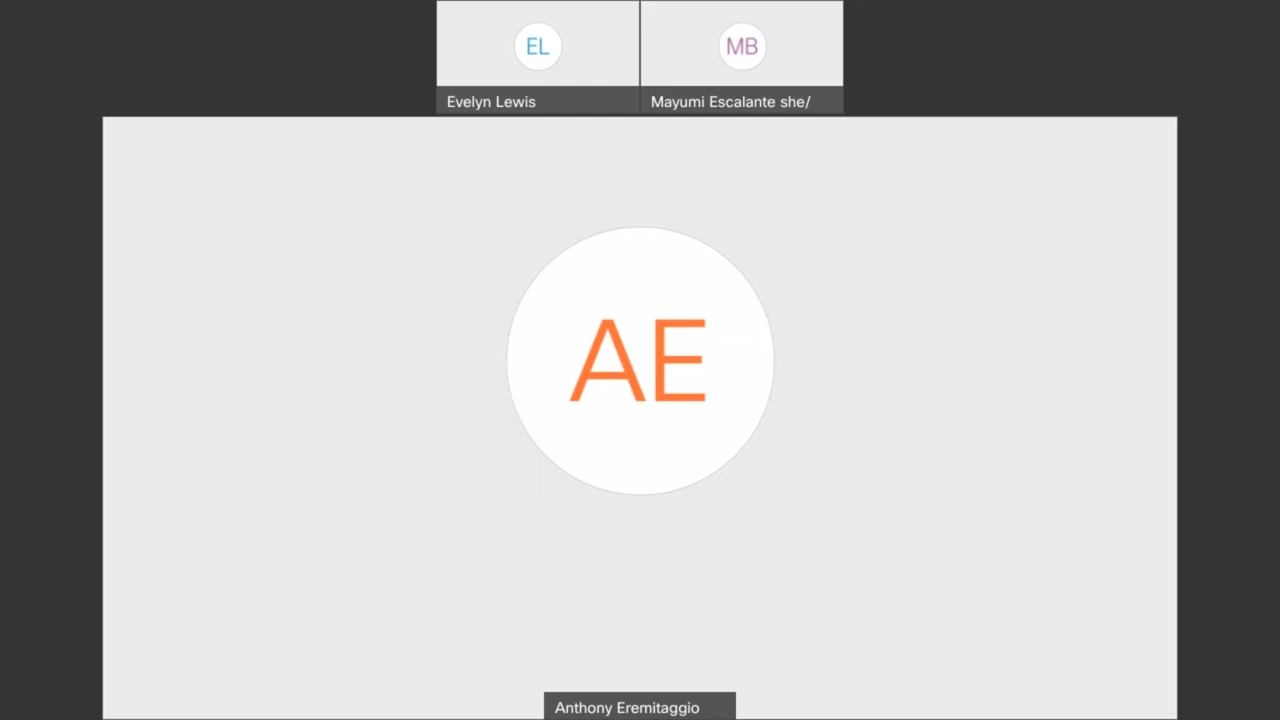 EL
MB
Evelyn Lewis
Mayumi Escalante she/
AE
Anthony Eremitaggio